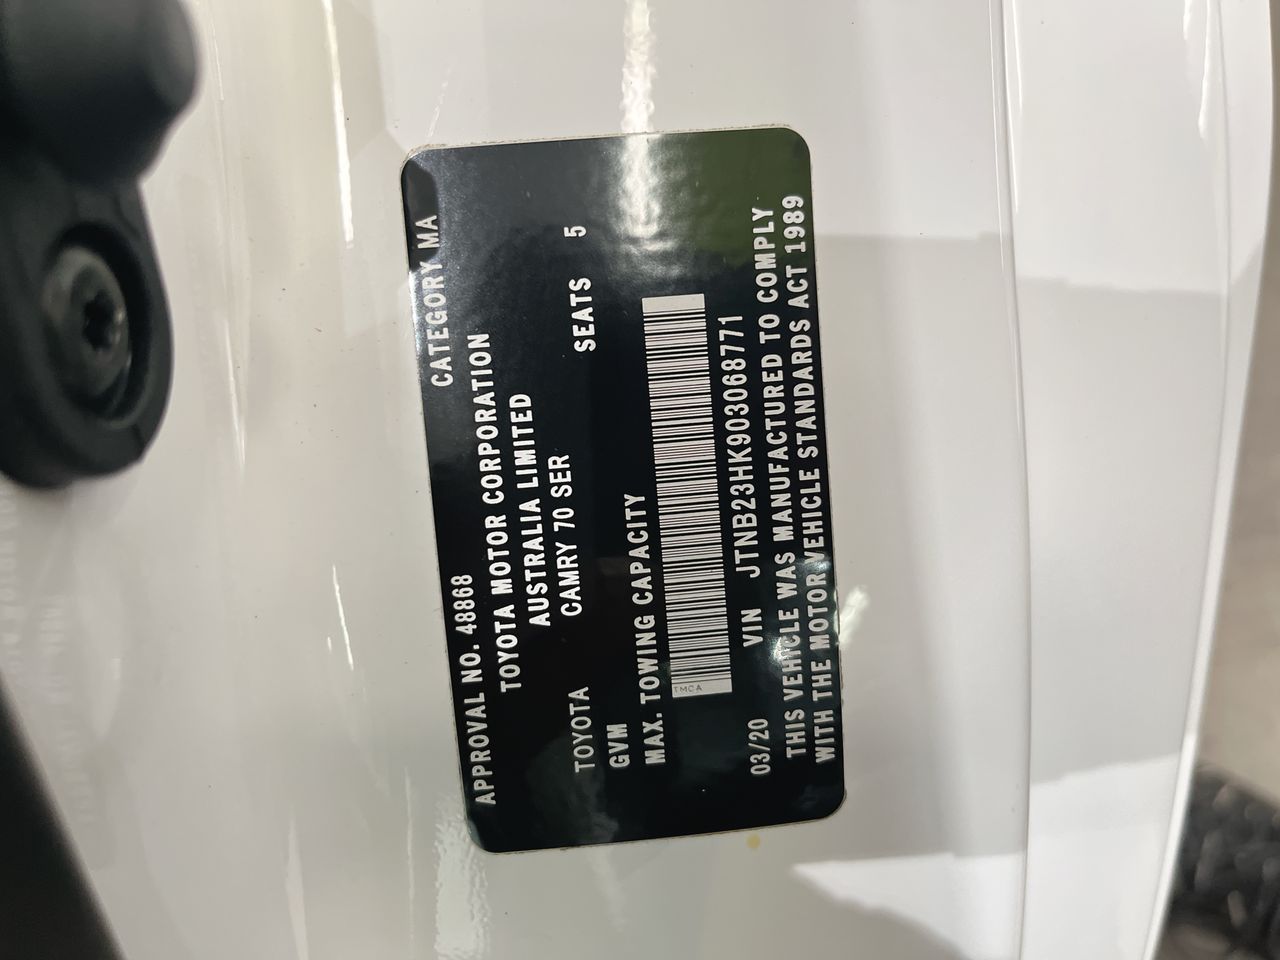 APPROVAL NO. 48868 CATEGORY MA
TOYOTA MOTOR CORPORATION
AUSTRALIA LIMITED
TOYOTA CAMRY 70 SER SEATS 5
GVM
MAX. TOWING CAPACITY
TMCA
03/20 VIN JTNB23HK903068771
THIS VEHICLE WAS MANUFACTURED TO COMPLY
WITH THE MOTOR VEHICLE STANDARDS ACT 1989